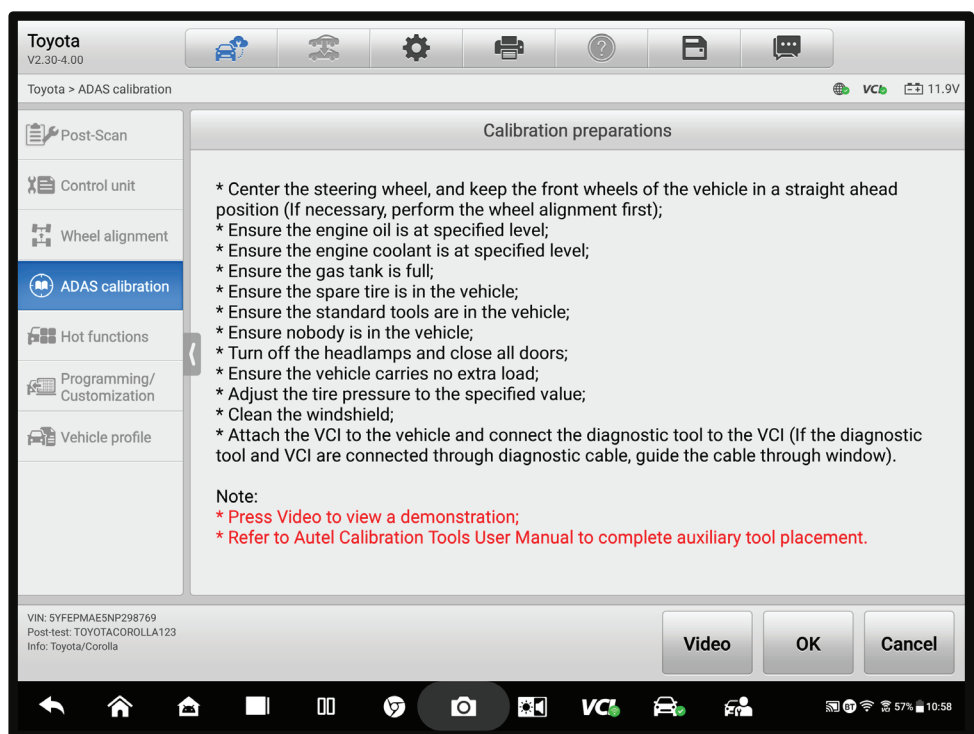 Toyota
V2.30-4.00
Toyota > ADAS calibration
VCI
11.9V
Post-Scan
Control unit
Wheel alignment
ADAS calibration
Hot functions
Programming/
Customization
Vehicle profile
Calibration preparations
* Center the steering wheel, and keep the front wheels of the vehicle in a straight ahead
position (If necessary, perform the wheel alignment first);
* Ensure the engine oil is at specified level;
* Ensure the engine coolant is at specified level;
* Ensure the gas tank is full;
* Ensure the spare tire is in the vehicle;
* Ensure the standard tools are in the vehicle;
* Ensure nobody is in the vehicle;
* Turn off the headlamps and close all doors;
* Ensure the vehicle carries no extra load;
* Adjust the tire pressure to the specified value;
* Clean the windshield;
* Attach the VCI to the vehicle and connect the diagnostic tool to the VCI (If the diagnostic
tool and VCI are connected through diagnostic cable, guide the cable through window).
Note:
* Press Video to view a demonstration;
* Refer to Autel Calibration Tools User Manual to complete auxiliary tool placement.
VIN: 5YFEPMAE5NP298769
Post-test: TOYOTACOROLLA123
Info: Toyota/Corolla
Video
OK
Cancel
VCI
BT
57%
10:58